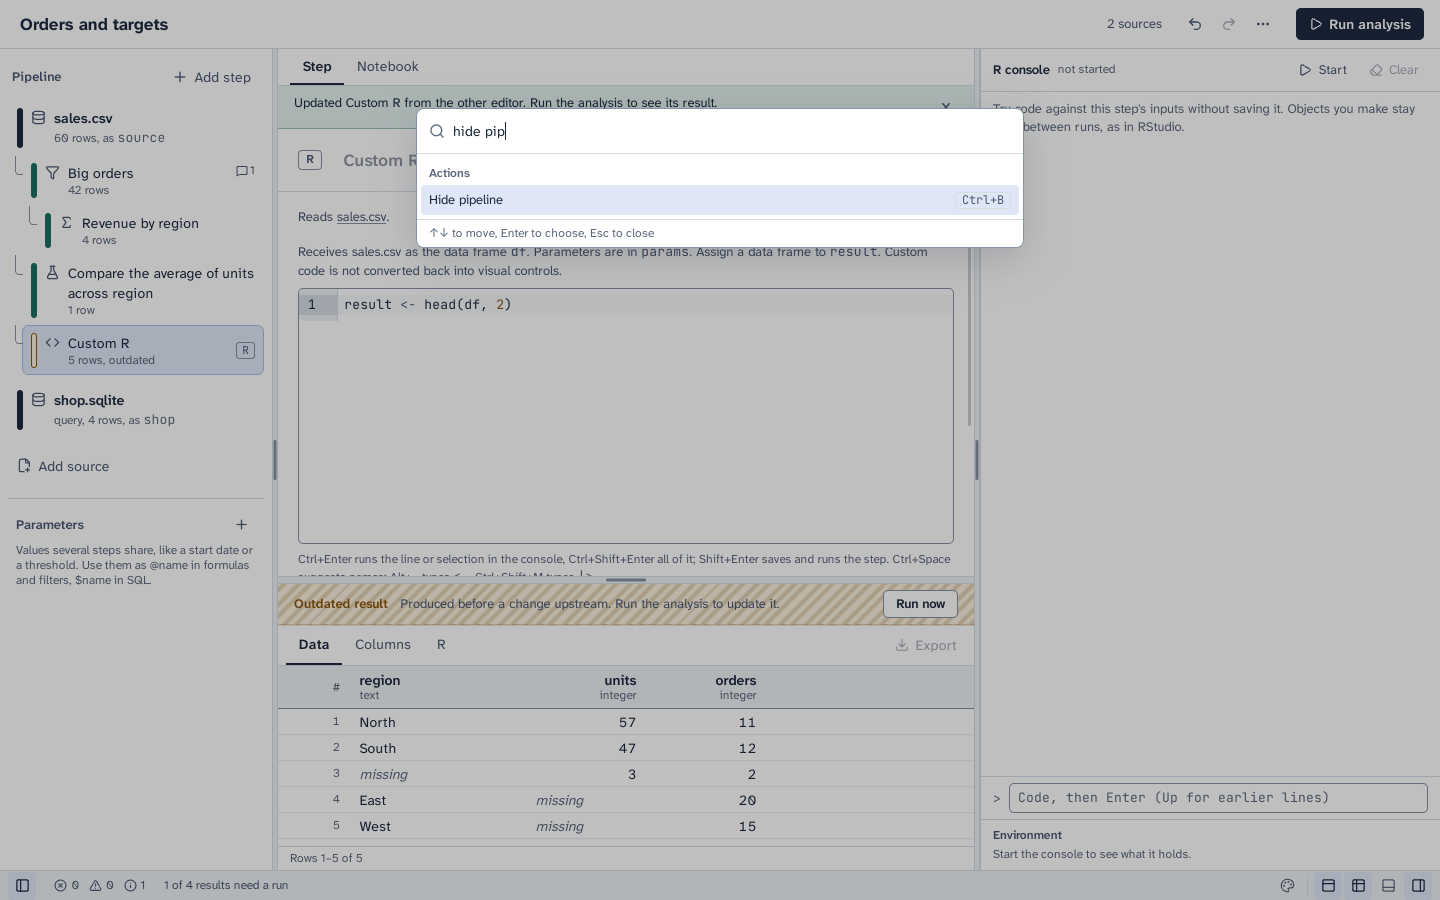 Orders and targets
2 sources
Run analysis
Pipeline
Add step
Step
Notebook
R console not started
Start
Clear
sales.csv
60 rows, as source
Big orders
42 rows
1
Revenue by region
4 rows
Compare the average of units
across region
1 row
Custom R
5 rows, outdated
R
shop.sqlite
query, 4 rows, as shop
Add source
Parameters
Values several steps share, like a start date or
a threshold. Use them as @name in formulas
and filters, $name in SQL.
Updated Custom R from the other editor. Run the analysis to see its result.
hide pip
Actions
Hide pipeline
Ctrl+B
↑↓ to move, Enter to choose, Esc to close
R
Custom R
Reads sales.csv.
Receives sales.csv as the data frame df. Parameters are in params. Assign a data frame to result. Custom
code is not converted back into visual controls.
1 result <- head(df, 2)
Ctrl+Enter runs the line or selection in the console, Ctrl+Shift+Enter all of it; Shift+Enter saves and runs the step. Ctrl+Space
Outdated result Produced before a change upstream. Run the analysis to update it.
Run now
Data
Columns
R
Export
# region units orders
text integer integer
1 North 57 11
2 South 47 12
3 missing 3 2
4 East missing 20
5 West missing 15
Rows 1–5 of 5
Try code against this step's inputs without saving it. Objects you make stay
between runs, as in RStudio.
> Code, then Enter (Up for earlier lines)
Environment
Start the console to see what it holds.
0 0 1 1 of 4 results need a run